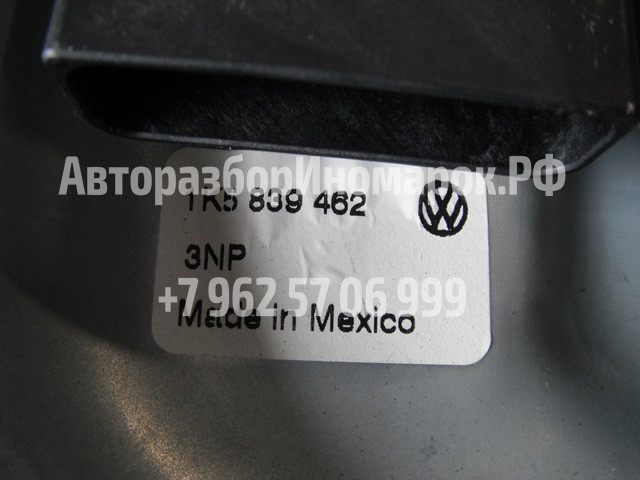 АвторазборИномарок.РФ
1K5 839 462
3NP
+7 962 57 06 999
Made in Mexico